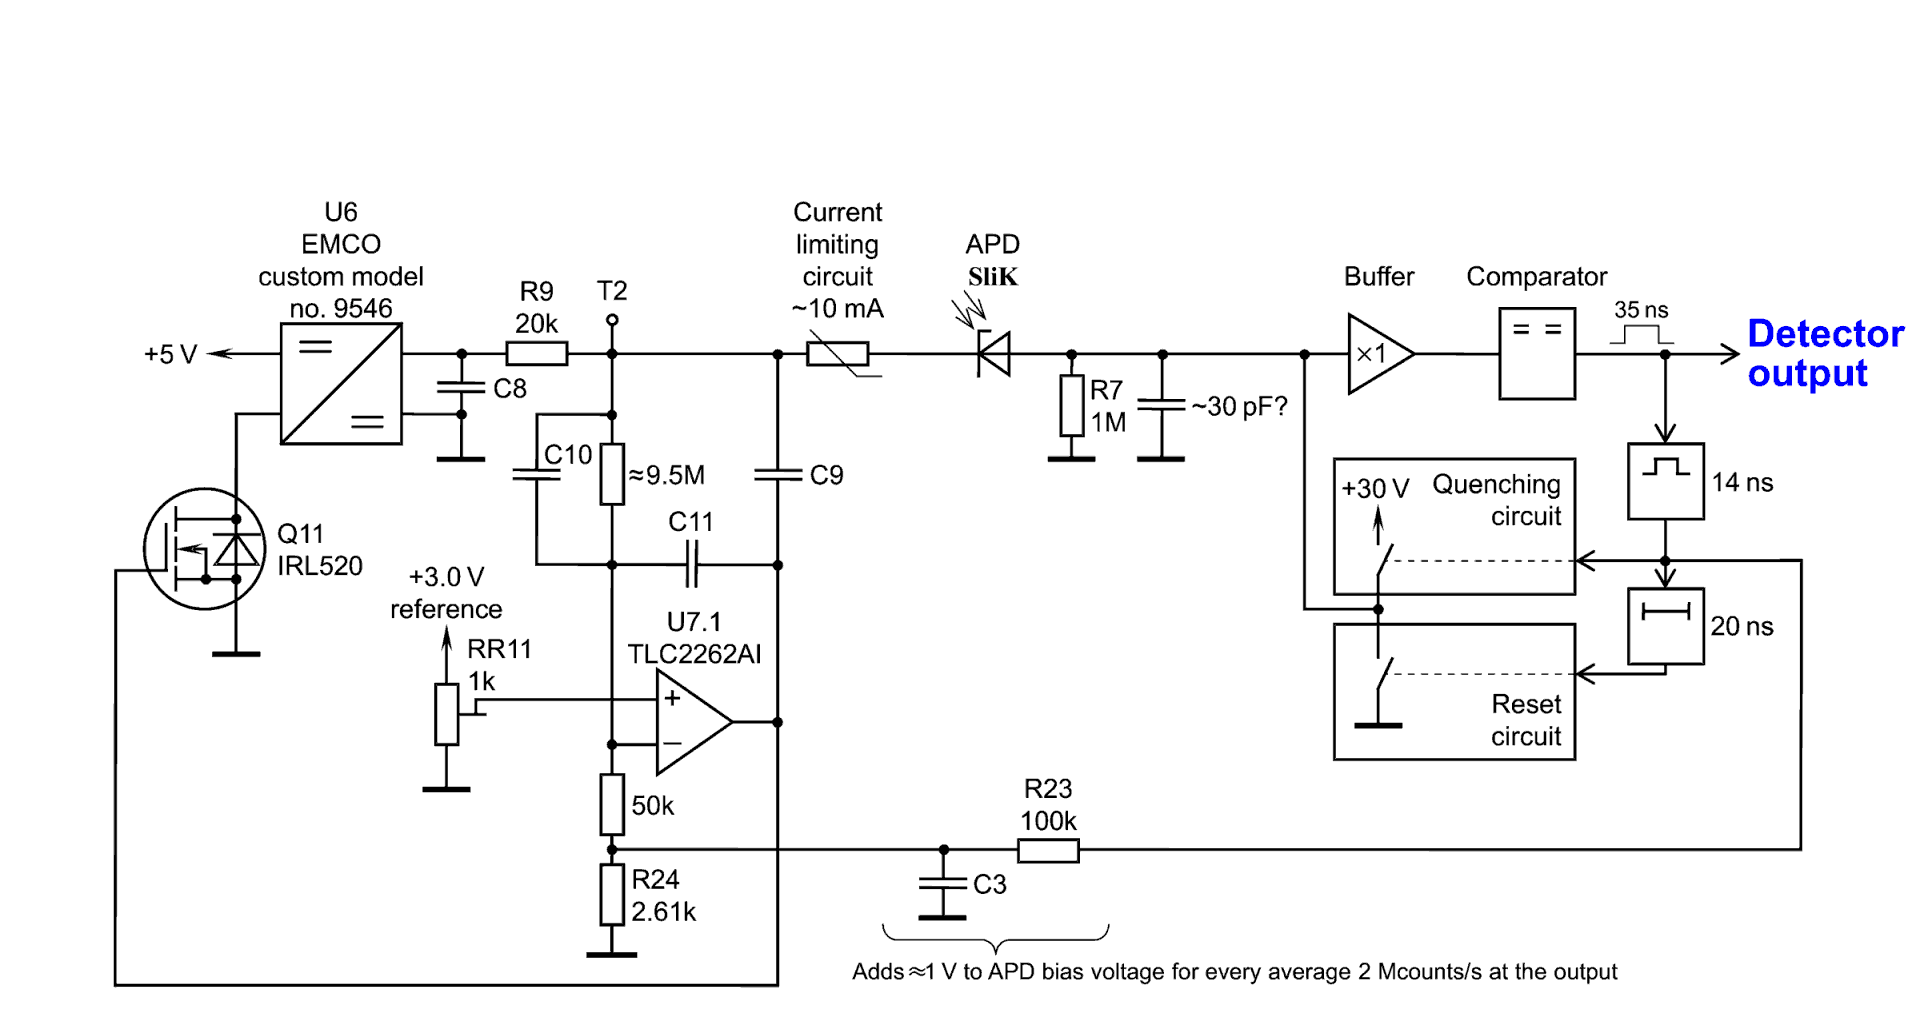 U6
EMCO
custom model
no. 9546
+5 V
C8
R9
20k
T2
Current
limiting
circuit
~10 mA
APD
SliK
R7
1M
~30 pF?
Buffer
×1
Comparator
35 ns
Detector
output
14 ns
+30 V
Quenching
circuit
20 ns
Reset
circuit
C10
≈9.5M
C9
C11
Q11
IRL520
+3.0 V
reference
RR11
1k
U7.1
TLC2262AI
+
−
50k
R24
2.61k
R23
100k
C3
Adds ≈1 V to APD bias voltage for every average 2 Mcounts/s at the output